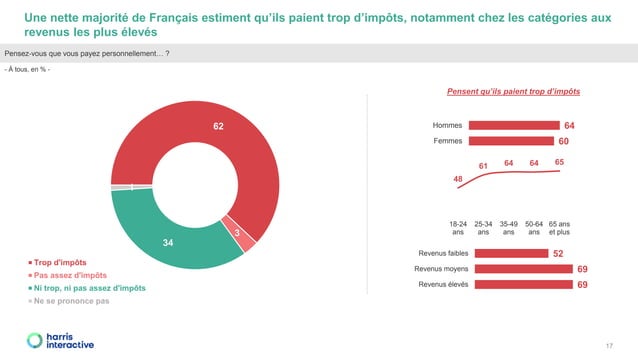 Une nette majorité de Français estiment qu’ils paient trop d’impôts, notamment chez les catégories aux
revenus les plus élevés
Pensez-vous que vous payez personnellement… ?
- À tous, en % -
62
3
34
1
Trop d'impôts
Pas assez d'impôts
Ni trop, ni pas assez d'impôts
Ne se prononce pas
Pensent qu’ils paient trop d’impôts
Hommes 64
Femmes 60
48 61 64 64 65
18-24 25-34 35-49 50-64 65 ans
ans ans ans ans et plus
Revenus faibles 52
Revenus moyens 69
Revenus élevés 69
harris
interactive
17